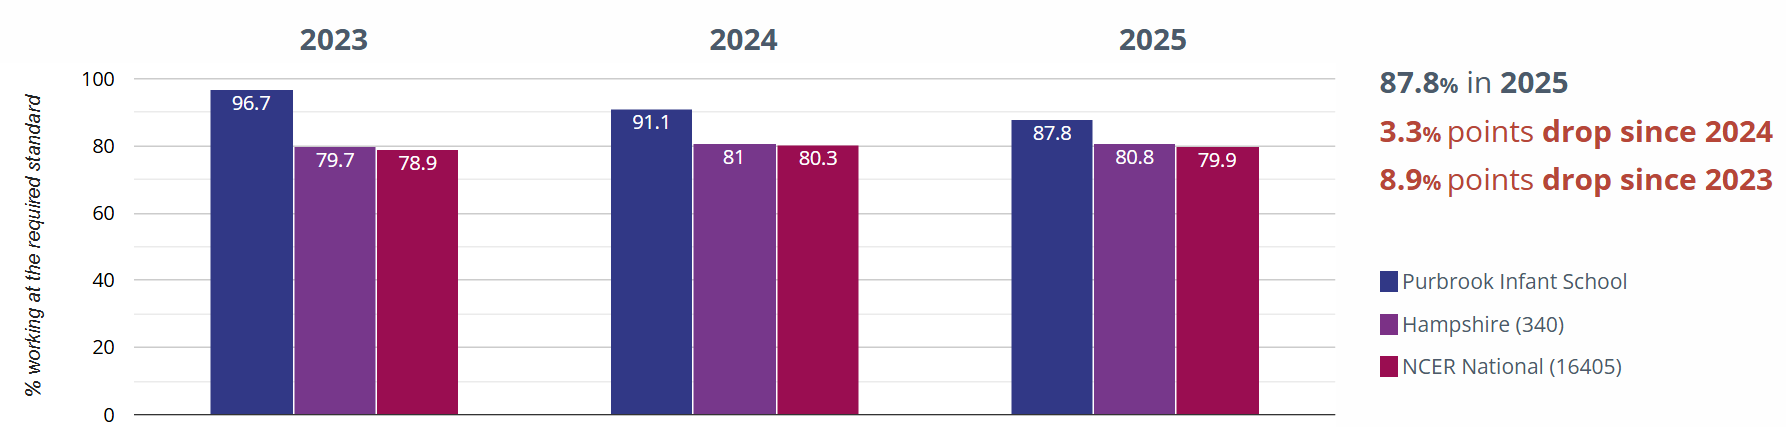 2023
2024
2025
% working at the required standard
100
80
60
40
20
0
96.7
79.7
78.9
91.1
81
80.3
87.8
80.8
79.9
87.8% in 2025
3.3% points drop since 2024
8.9% points drop since 2023
Purbrook Infant School
Hampshire (340)
NCER National (16405)